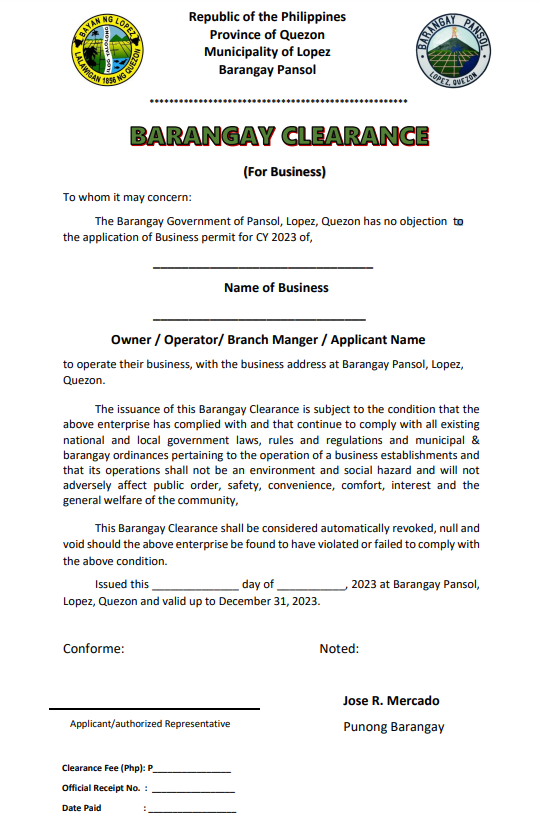 BAYAN NG LOPEZ
LALAWIGAN 1856 NG QUEZON
BARANGAY PANSOL
LOPEZ, QUEZON
Republic of the Philippines
Province of Quezon
Municipality of Lopez
Barangay Pansol
*******************************************************
BARANGAY CLEARANCE
(For Business)
To whom it may concern:
The Barangay Government of Pansol, Lopez, Quezon has no objection to
the application of Business permit for CY 2023 of,
_________________________________
Name of Business
________________________________
Owner / Operator/ Branch Manger / Applicant Name
to operate their business, with the business address at Barangay Pansol, Lopez,
Quezon.
The issuance of this Barangay Clearance is subject to the condition that the
above enterprise has complied with and that continue to comply with all existing
national and local government laws, rules and regulations and municipal &
barangay ordinances pertaining to the operation of a business establishments and
that its operations shall not be an environment and social hazard and will not
adversely affect public order, safety, convenience, comfort, interest and the
general welfare of the community,
This Barangay Clearance shall be considered automatically revoked, null and
void should the above enterprise be found to have violated or failed to comply with
the above condition.
Issued this ______________ day of ___________, 2023 at Barangay Pansol,
Lopez, Quezon and valid up to December 31, 2023.
Conforme: Noted:
Jose R. Mercado
Applicant/authorized Representative
Punong Barangay
Clearance Fee (Php): P________________
Official Receipt No. : _________________
Date Paid : __________________